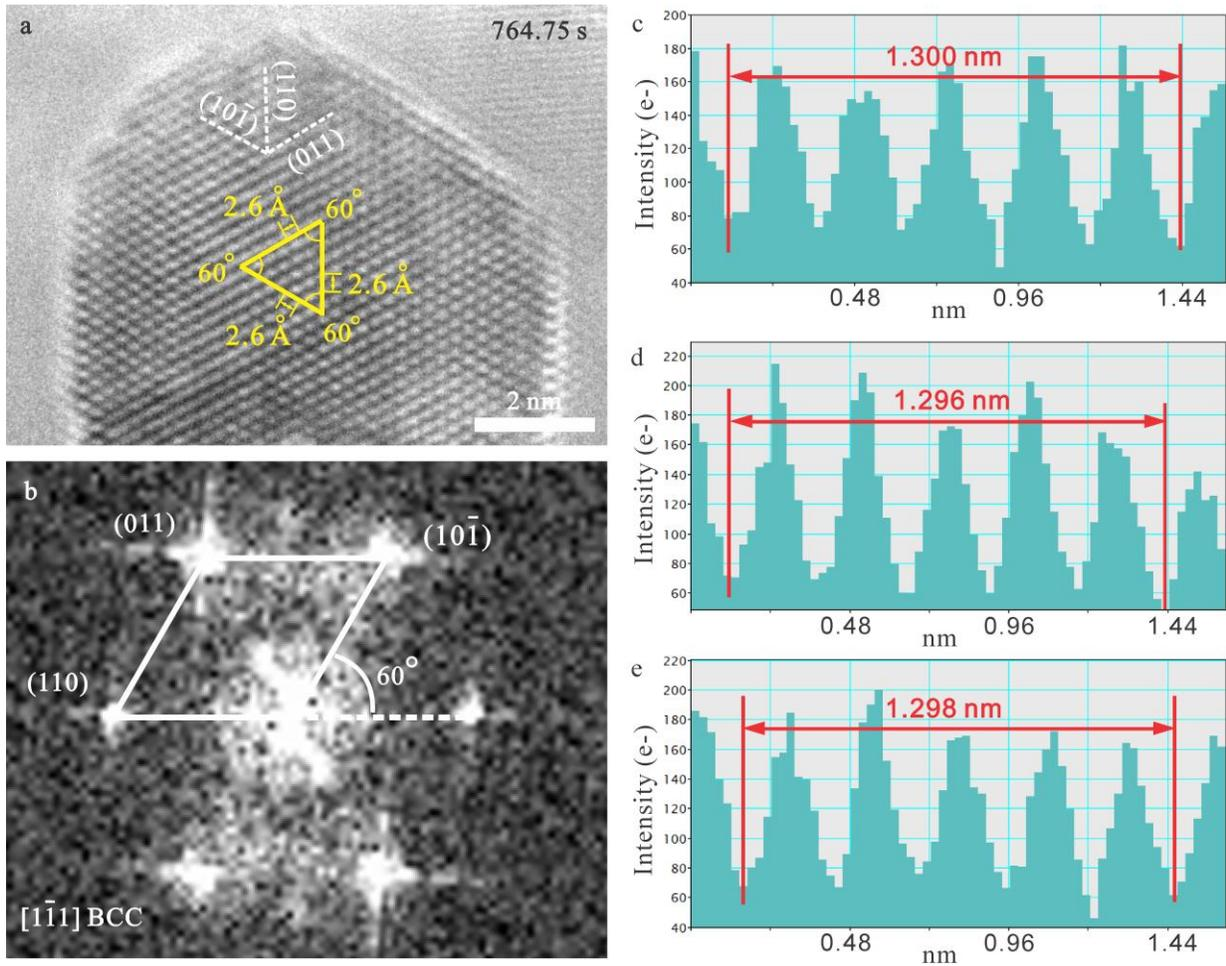 a
764.75 s
(101̄)
(110)
(011)
2.6 Å
60°
60°
2.6 Å
2.6 Å
60°
2 nm
b
(011)
(101̄)
(110)
60°
[11̄1] BCC
c
200
180
160
140
120
100
80
60
40
Intensity (e-)
1.300 nm
0.48
0.96
1.44
nm
d
220
200
180
160
140
120
100
80
60
Intensity (e-)
1.296 nm
0.48
0.96
1.44
nm
e
220
200
180
160
140
120
100
80
60
40
Intensity (e-)
1.298 nm
0.48
0.96
1.44
nm